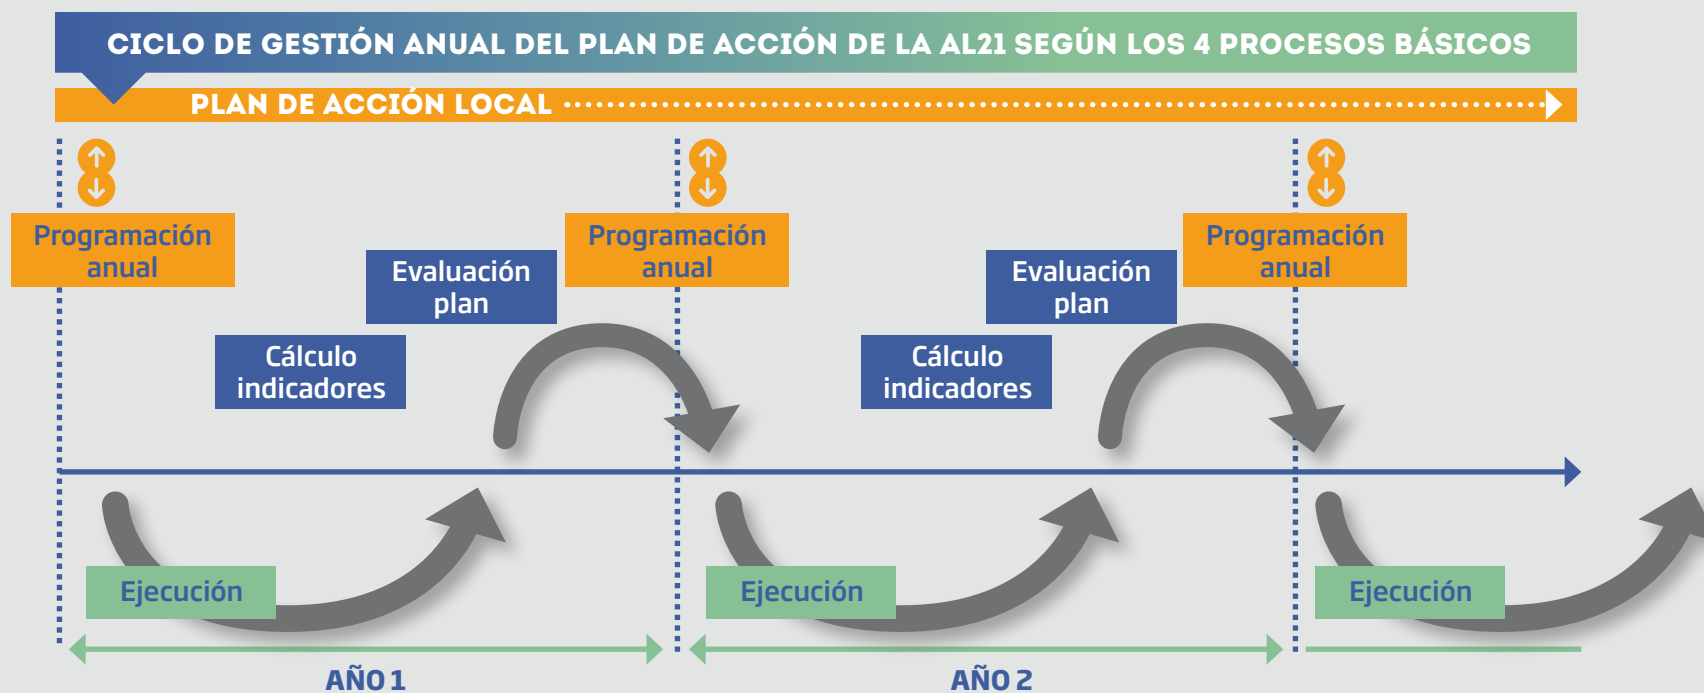 CICLO DE GESTIÓN ANUAL DEL PLAN DE ACCIÓN DE LA AL21 SEGÚN LOS 4 PROCESOS BÁSICOS
PLAN DE ACCIÓN LOCAL
Programación
anual
Evaluación
plan
Cálculo
indicadores
Ejecución
AÑO 1
Programación
anual
Evaluación
plan
Cálculo
indicadores
Ejecución
AÑO 2
Programación
anual
Ejecución